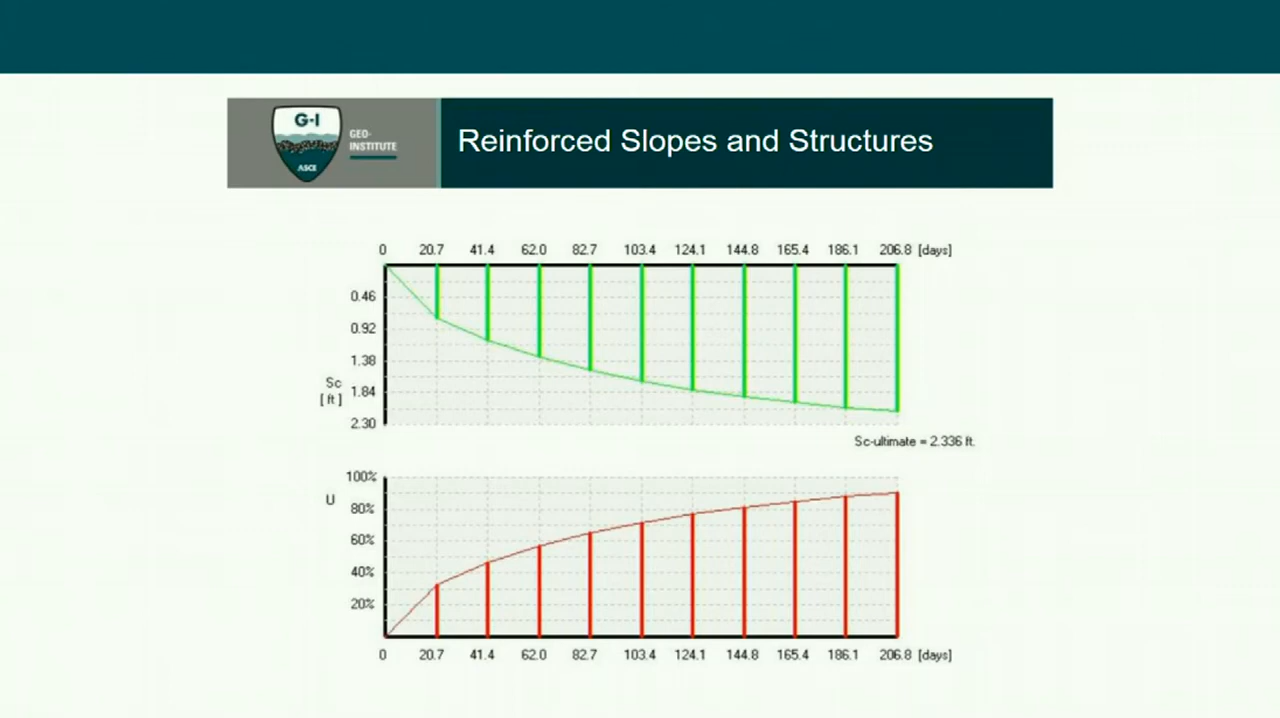 G-I
GEO-
INSTITUTE
ASCE
Reinforced Slopes and Structures
0 20.7 41.4 62.0 82.7 103.4 124.1 144.8 165.4 186.1 206.8 [days]
0.46
0.92
1.38
Sc
1.84
[ft]
2.30
Sc-ultimate = 2.336 ft.
100%
U
80%
60%
40%
20%
0 20.7 41.4 62.0 82.7 103.4 124.1 144.8 165.4 186.1 206.8 [days]